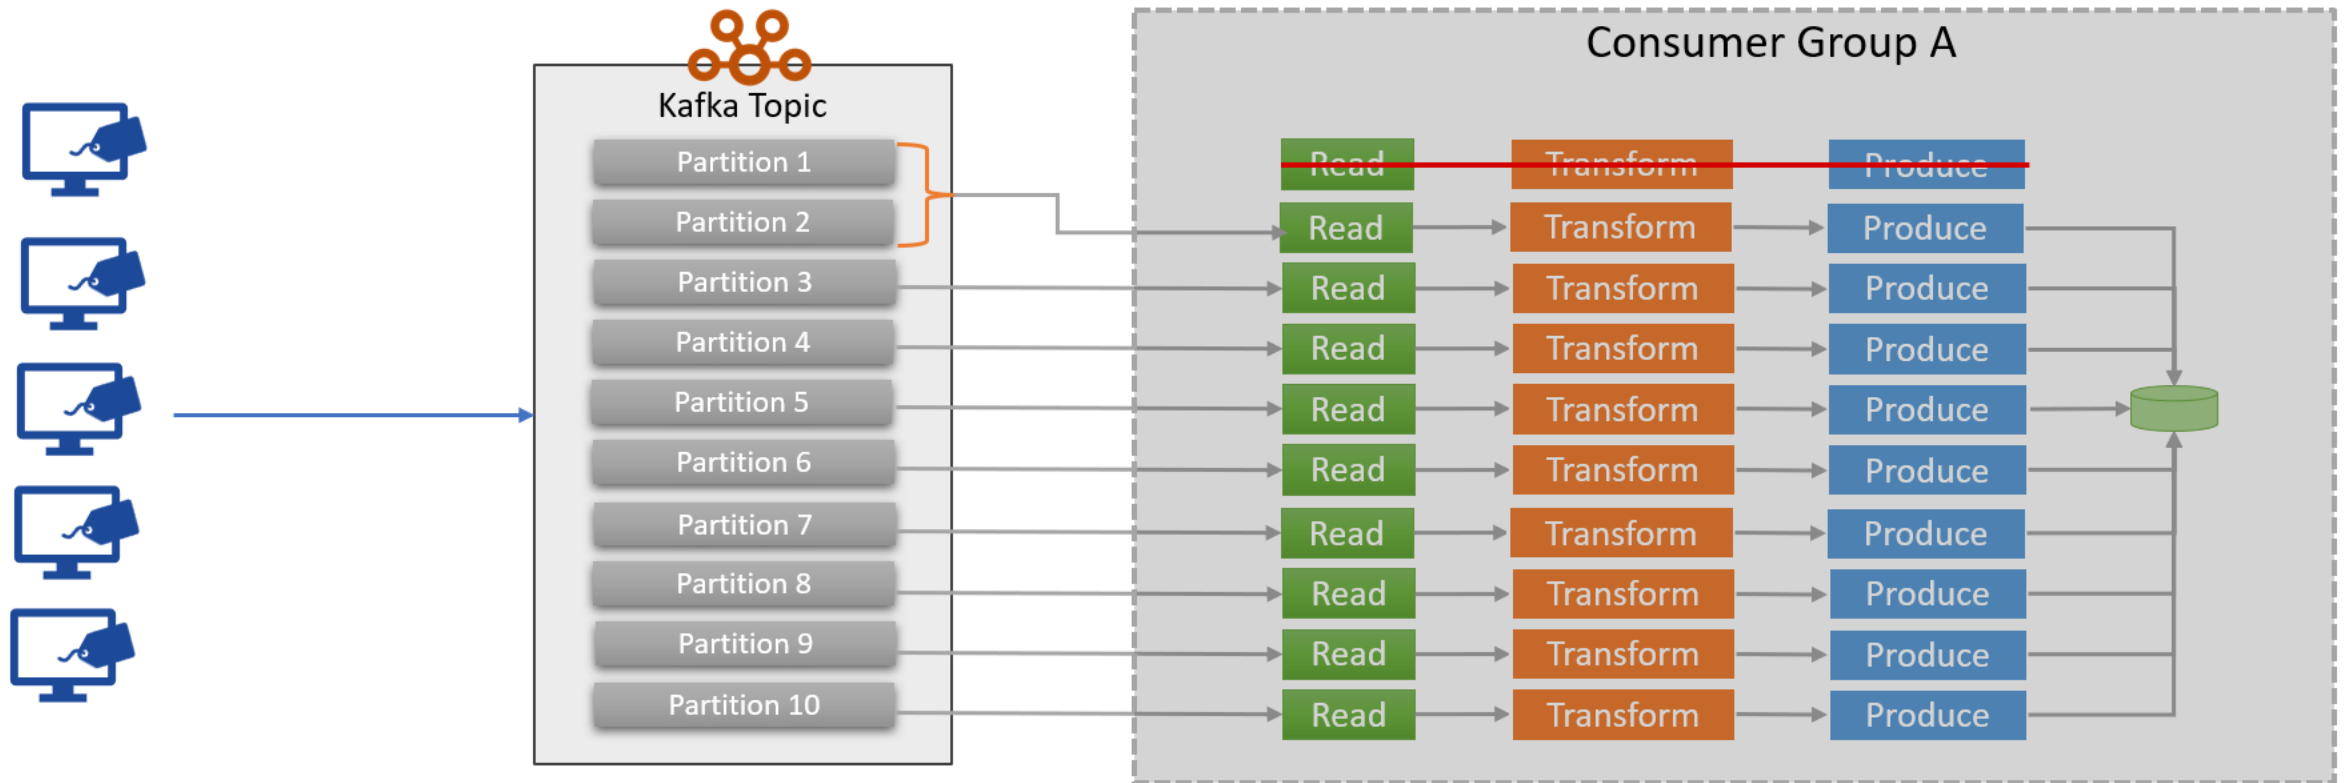 Consumer Group A
Kafka Topic
Partition 1
Read Transform Produce
Partition 2
Read Transform Produce
Partition 3
Read Transform Produce
Partition 4
Read Transform Produce
Partition 5
Read Transform Produce
Partition 6
Read Transform Produce
Partition 7
Read Transform Produce
Partition 8
Read Transform Produce
Partition 9
Read Transform Produce
Partition 10
Read Transform Produce